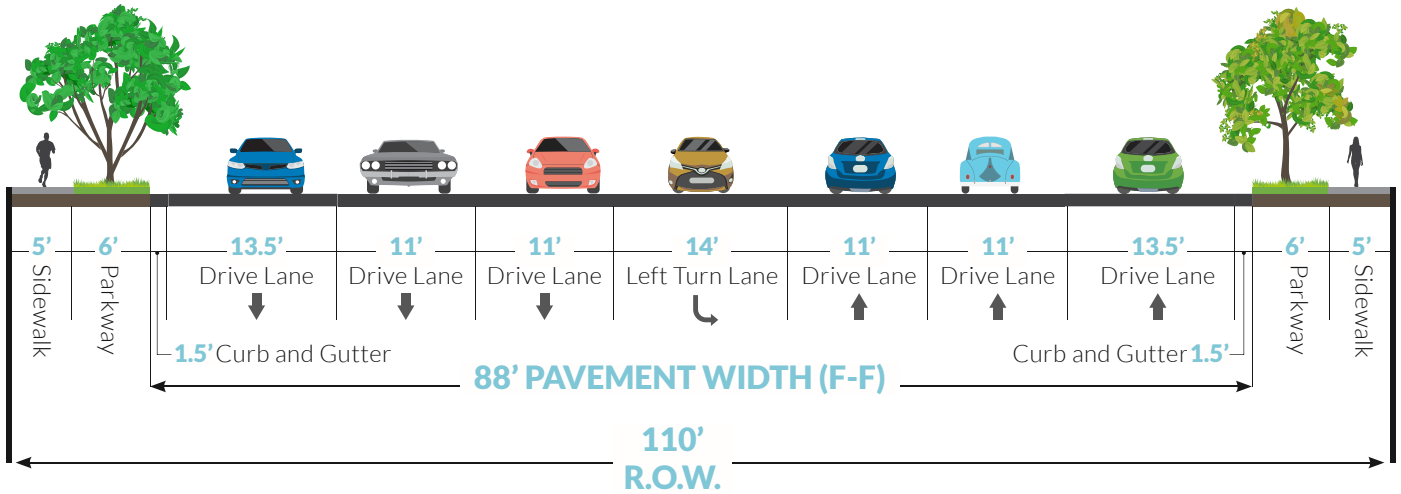 5’
6’
13.5’
11’
11’
14’
11’
11’
13.5’
6’
5’
Sidewalk
Parkway
Drive Lane
Drive Lane
Drive Lane
Left Turn Lane
Drive Lane
Drive Lane
Drive Lane
Parkway
Sidewalk
1.5’ Curb and Gutter
Curb and Gutter 1.5’
88’ PAVEMENT WIDTH (F-F)
110’
R.O.W.